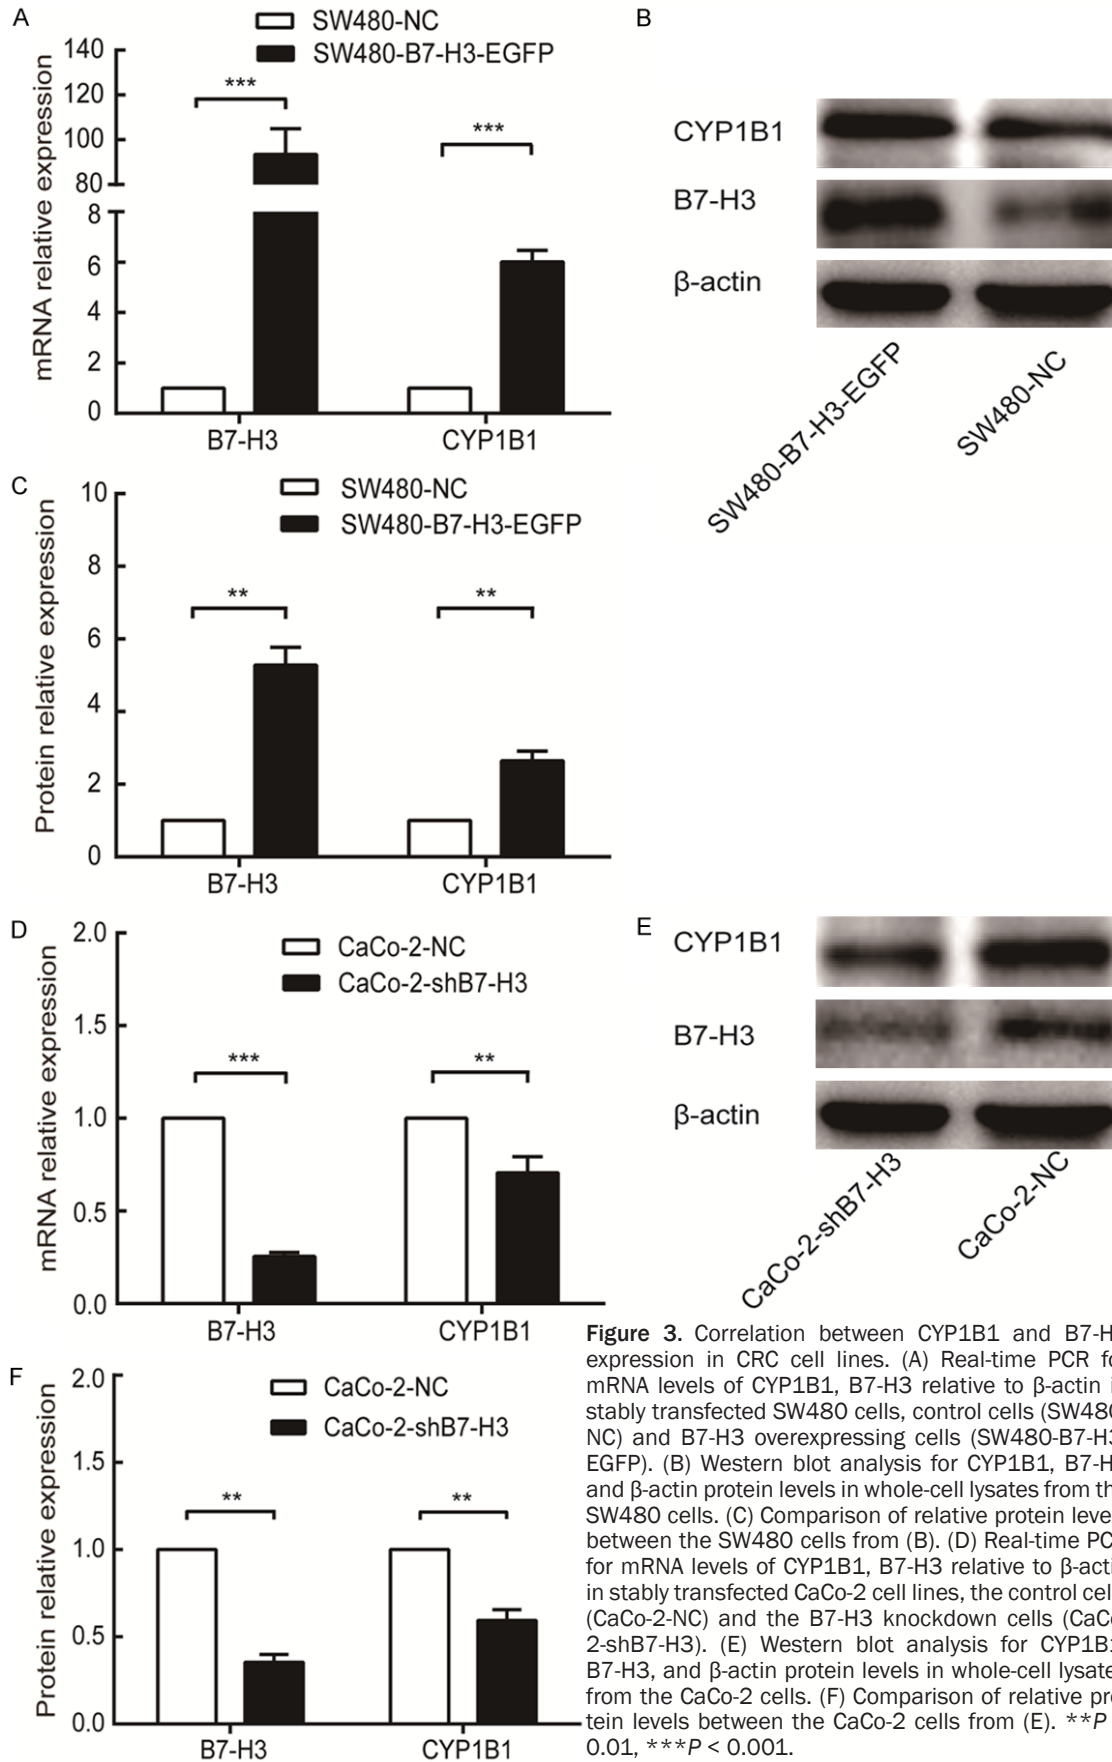 A
SW480-NC
SW480-B7-H3-EGFP
mRNA relative expression
140
120
100
80
8
6
4
2
0
***
***
B7-H3
CYP1B1
B
CYP1B1
B7-H3
β-actin
SW480-B7-H3-EGFP
SW480-NC
C
SW480-NC
SW480-B7-H3-EGFP
Protein relative expression
10
8
6
4
2
0
**
**
B7-H3
CYP1B1
D
CaCo-2-NC
CaCo-2-shB7-H3
mRNA relative expression
2.0
1.5
1.0
0.5
0.0
***
**
B7-H3
CYP1B1
E
CYP1B1
B7-H3
β-actin
CaCo-2-shB7-H3
CaCo-2-NC
F
CaCo-2-NC
CaCo-2-shB7-H3
Protein relative expression
2.0
1.5
1.0
0.5
0.0
**
**
B7-H3
CYP1B1
Figure 3. Correlation between CYP1B1 and B7-H
expression in CRC cell lines. (A) Real-time PCR fo
mRNA levels of CYP1B1, B7-H3 relative to β-actin i
stably transfected SW480 cells, control cells (SW480
NC) and B7-H3 overexpressing cells (SW480-B7-H3
EGFP). (B) Western blot analysis for CYP1B1, B7-H
and β-actin protein levels in whole-cell lysates from th
SW480 cells. (C) Comparison of relative protein level
between the SW480 cells from (B). (D) Real-time PC
for mRNA levels of CYP1B1, B7-H3 relative to β-acti
in stably transfected CaCo-2 cell lines, the control cel
(CaCo-2-NC) and the B7-H3 knockdown cells (CaCo
2-shB7-H3). (E) Western blot analysis for CYP1B1
B7-H3, and β-actin protein levels in whole-cell lysate
from the CaCo-2 cells. (F) Comparison of relative pro
tein levels between the CaCo-2 cells from (E). **P
0.01, ***P < 0.001.